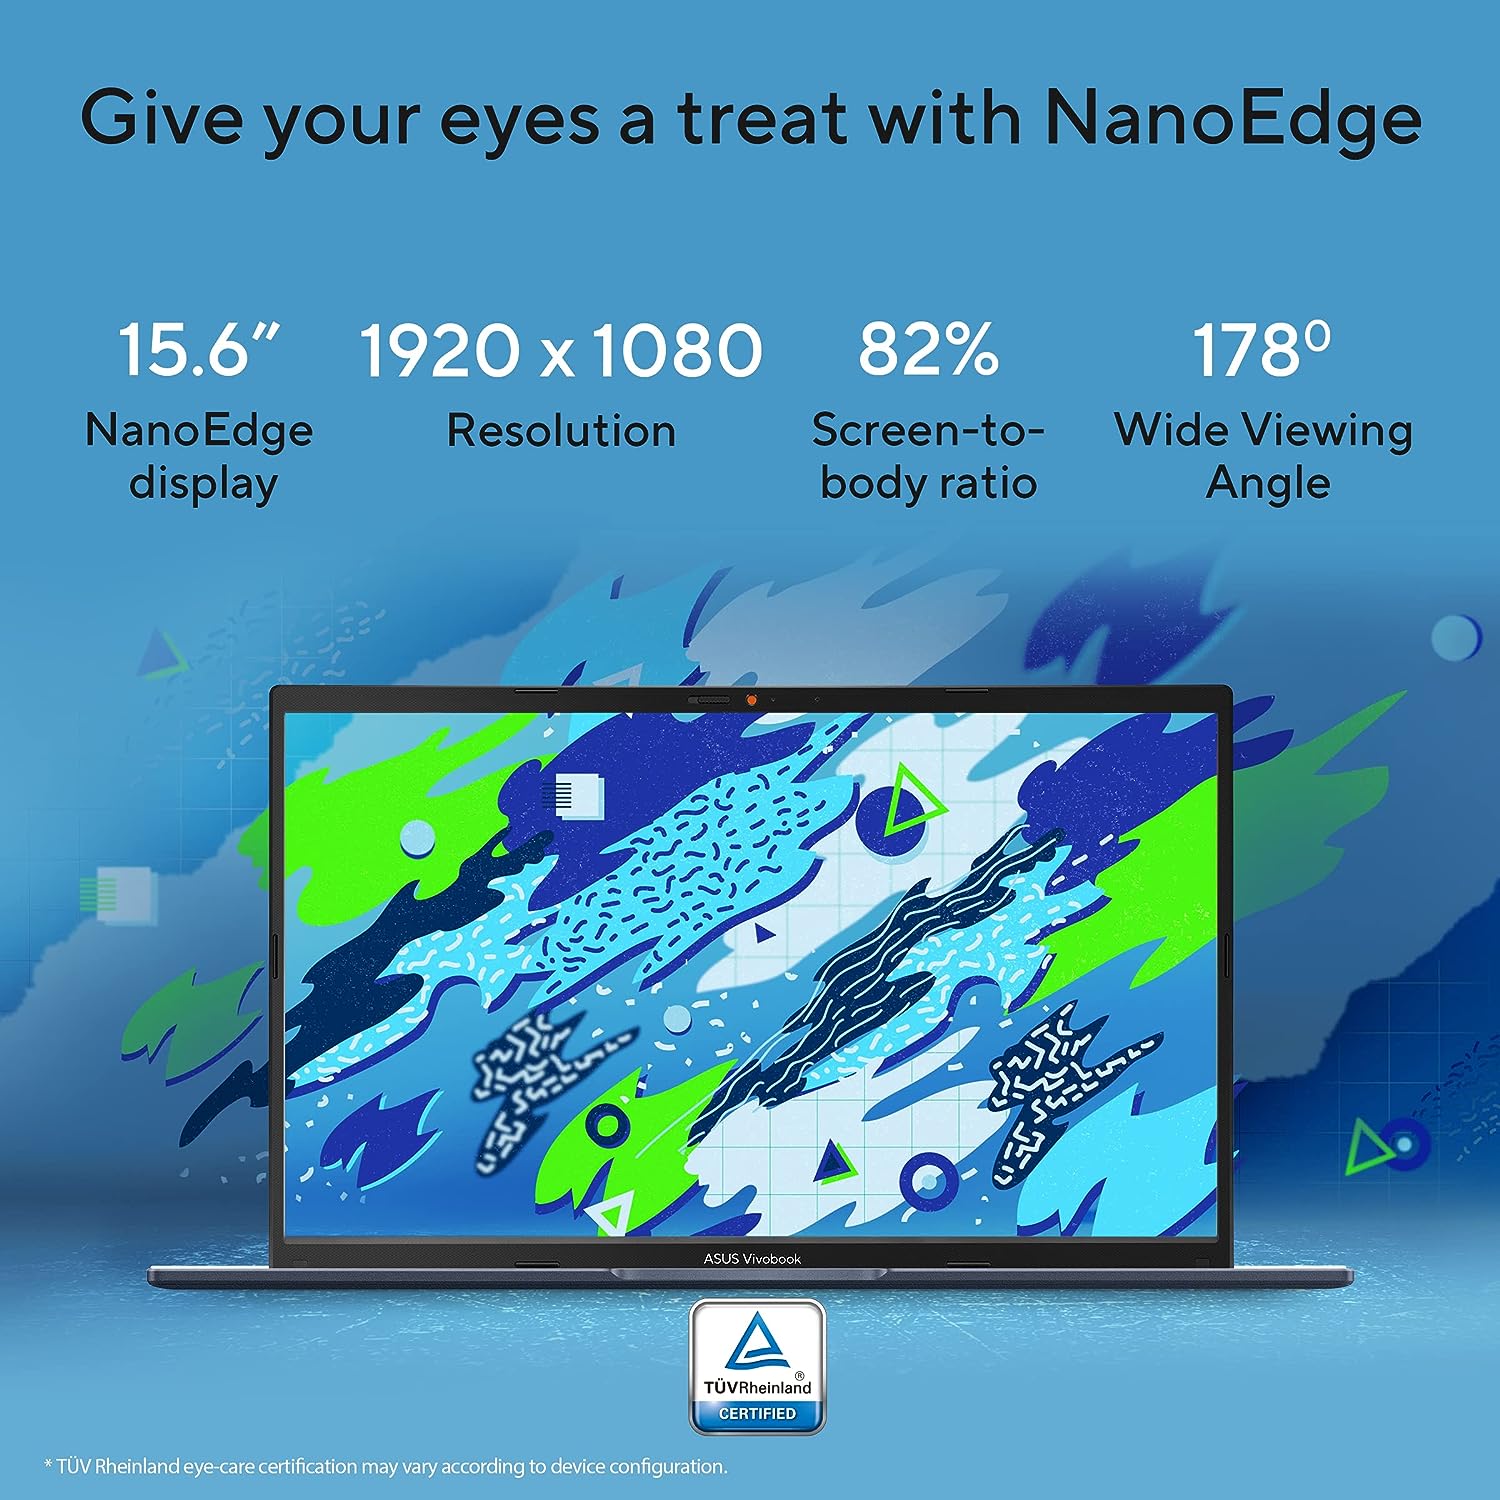 Give your eyes a treat with NanoEdge
15.6”
NanoEdge
display
1920 x 1080
Resolution
82%
Screen-to-
body ratio
178⁰
Wide Viewing
Angle
ASUS Vivobook
TÜVRheinland®
CERTIFIED
* TÜV Rheinland eye-care certification may vary according to device configuration.